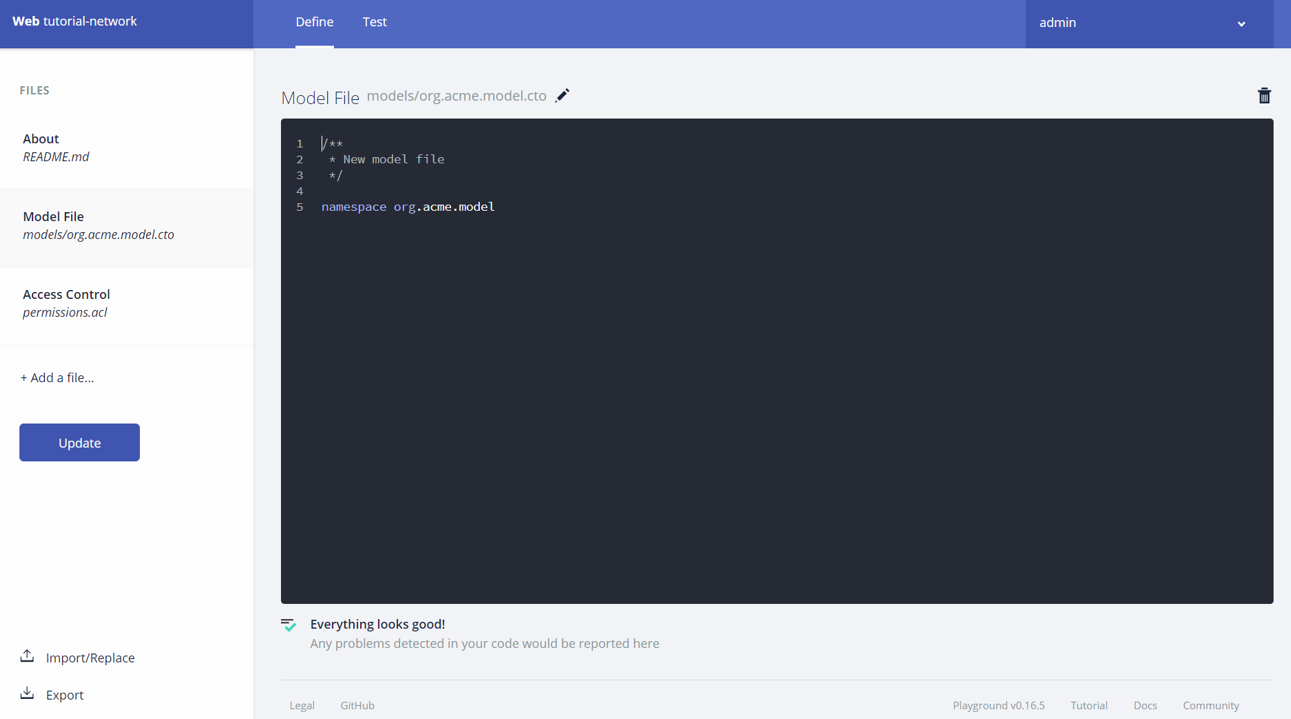 Web tutorial-network
Define
Test
admin
FILES
About
README.md
Model File
models/org.acme.model.cto
Access Control
permissions.acl
+ Add a file...
Update
Import/Replace
Export
Model File models/org.acme.model.cto
1 /**
2 * New model file
3 */
4
5 namespace org.acme.model
Everything looks good!
Any problems detected in your code would be reported here
Legal GitHub Playground v0.16.5 Tutorial Docs Community